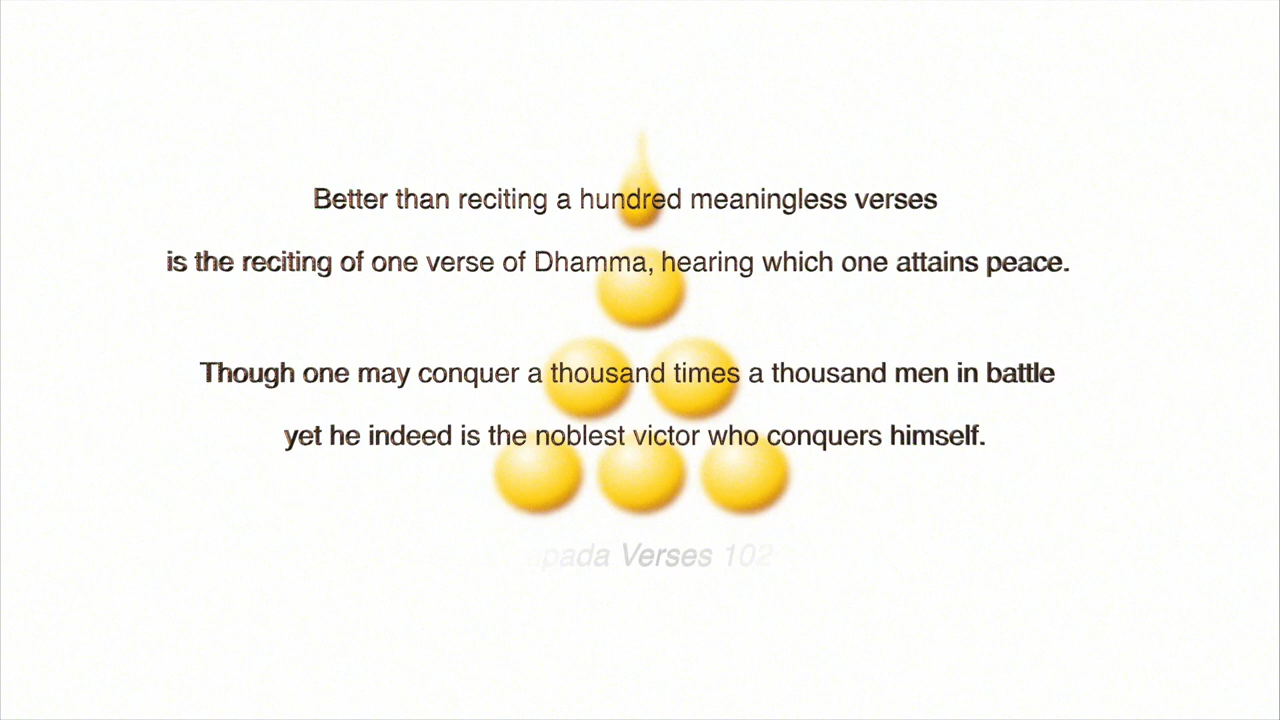 Better than reciting a hundred meaningless verses
is the reciting of one verse of Dhamma, hearing which one attains peace.
Though one may conquer a thousand times a thousand men in battle
yet he indeed is the noblest victor who conquers himself.
Verses 102